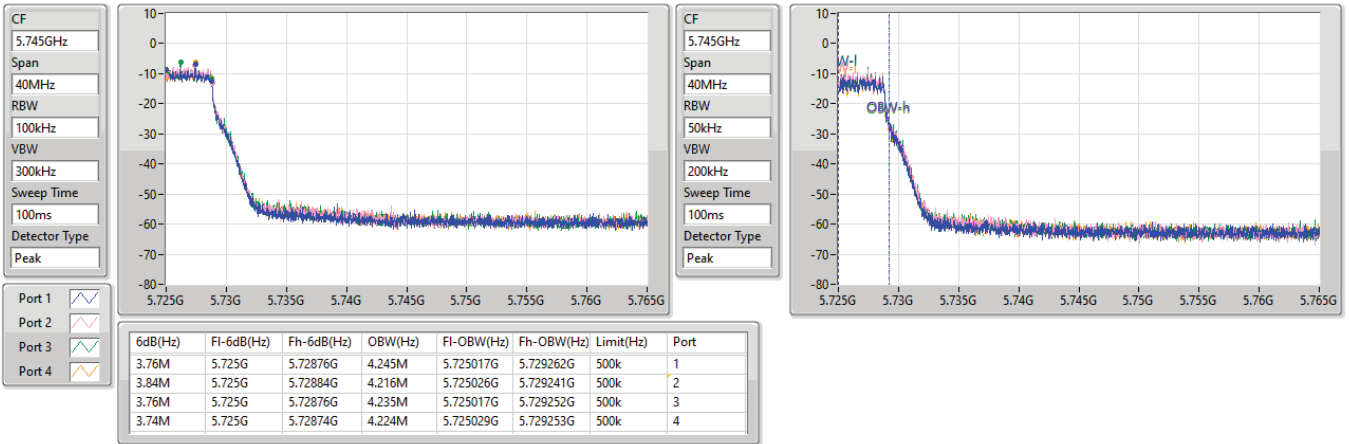 CF
5.745GHz
Span
40MHz
RBW
100kHz
VBW
300kHz
Sweep Time
100ms
Detector Type
Peak
10
0
-10
-20
-30
-40
-50
-60
-70
-80
5.725G 5.73G 5.735G 5.74G 5.745G 5.75G 5.755G 5.76G 5.765G
CF
5.745GHz
Span
40MHz
RBW
50kHz
VBW
200kHz
Sweep Time
100ms
Detector Type
Peak
10
0
-10
-20
-30
-40
-50
-60
-70
-80
W-l
OBW-h
5.725G 5.73G 5.735G 5.74G 5.745G 5.75G 5.755G 5.76G 5.765G
Port 1
Port 2
Port 3
Port 4
6dB(Hz) Fl-6dB(Hz) Fh-6dB(Hz) OBW(Hz) Fl-OBW(Hz) Fh-OBW(Hz) Limit(Hz) Port
3.76M 5.725G 5.72876G 4.245M 5.725017G 5.729262G 500k 1
3.84M 5.725G 5.72884G 4.216M 5.725026G 5.729241G 500k 2
3.76M 5.725G 5.72876G 4.235M 5.725017G 5.729252G 500k 3
3.74M 5.725G 5.72874G 4.224M 5.725029G 5.729253G 500k 4